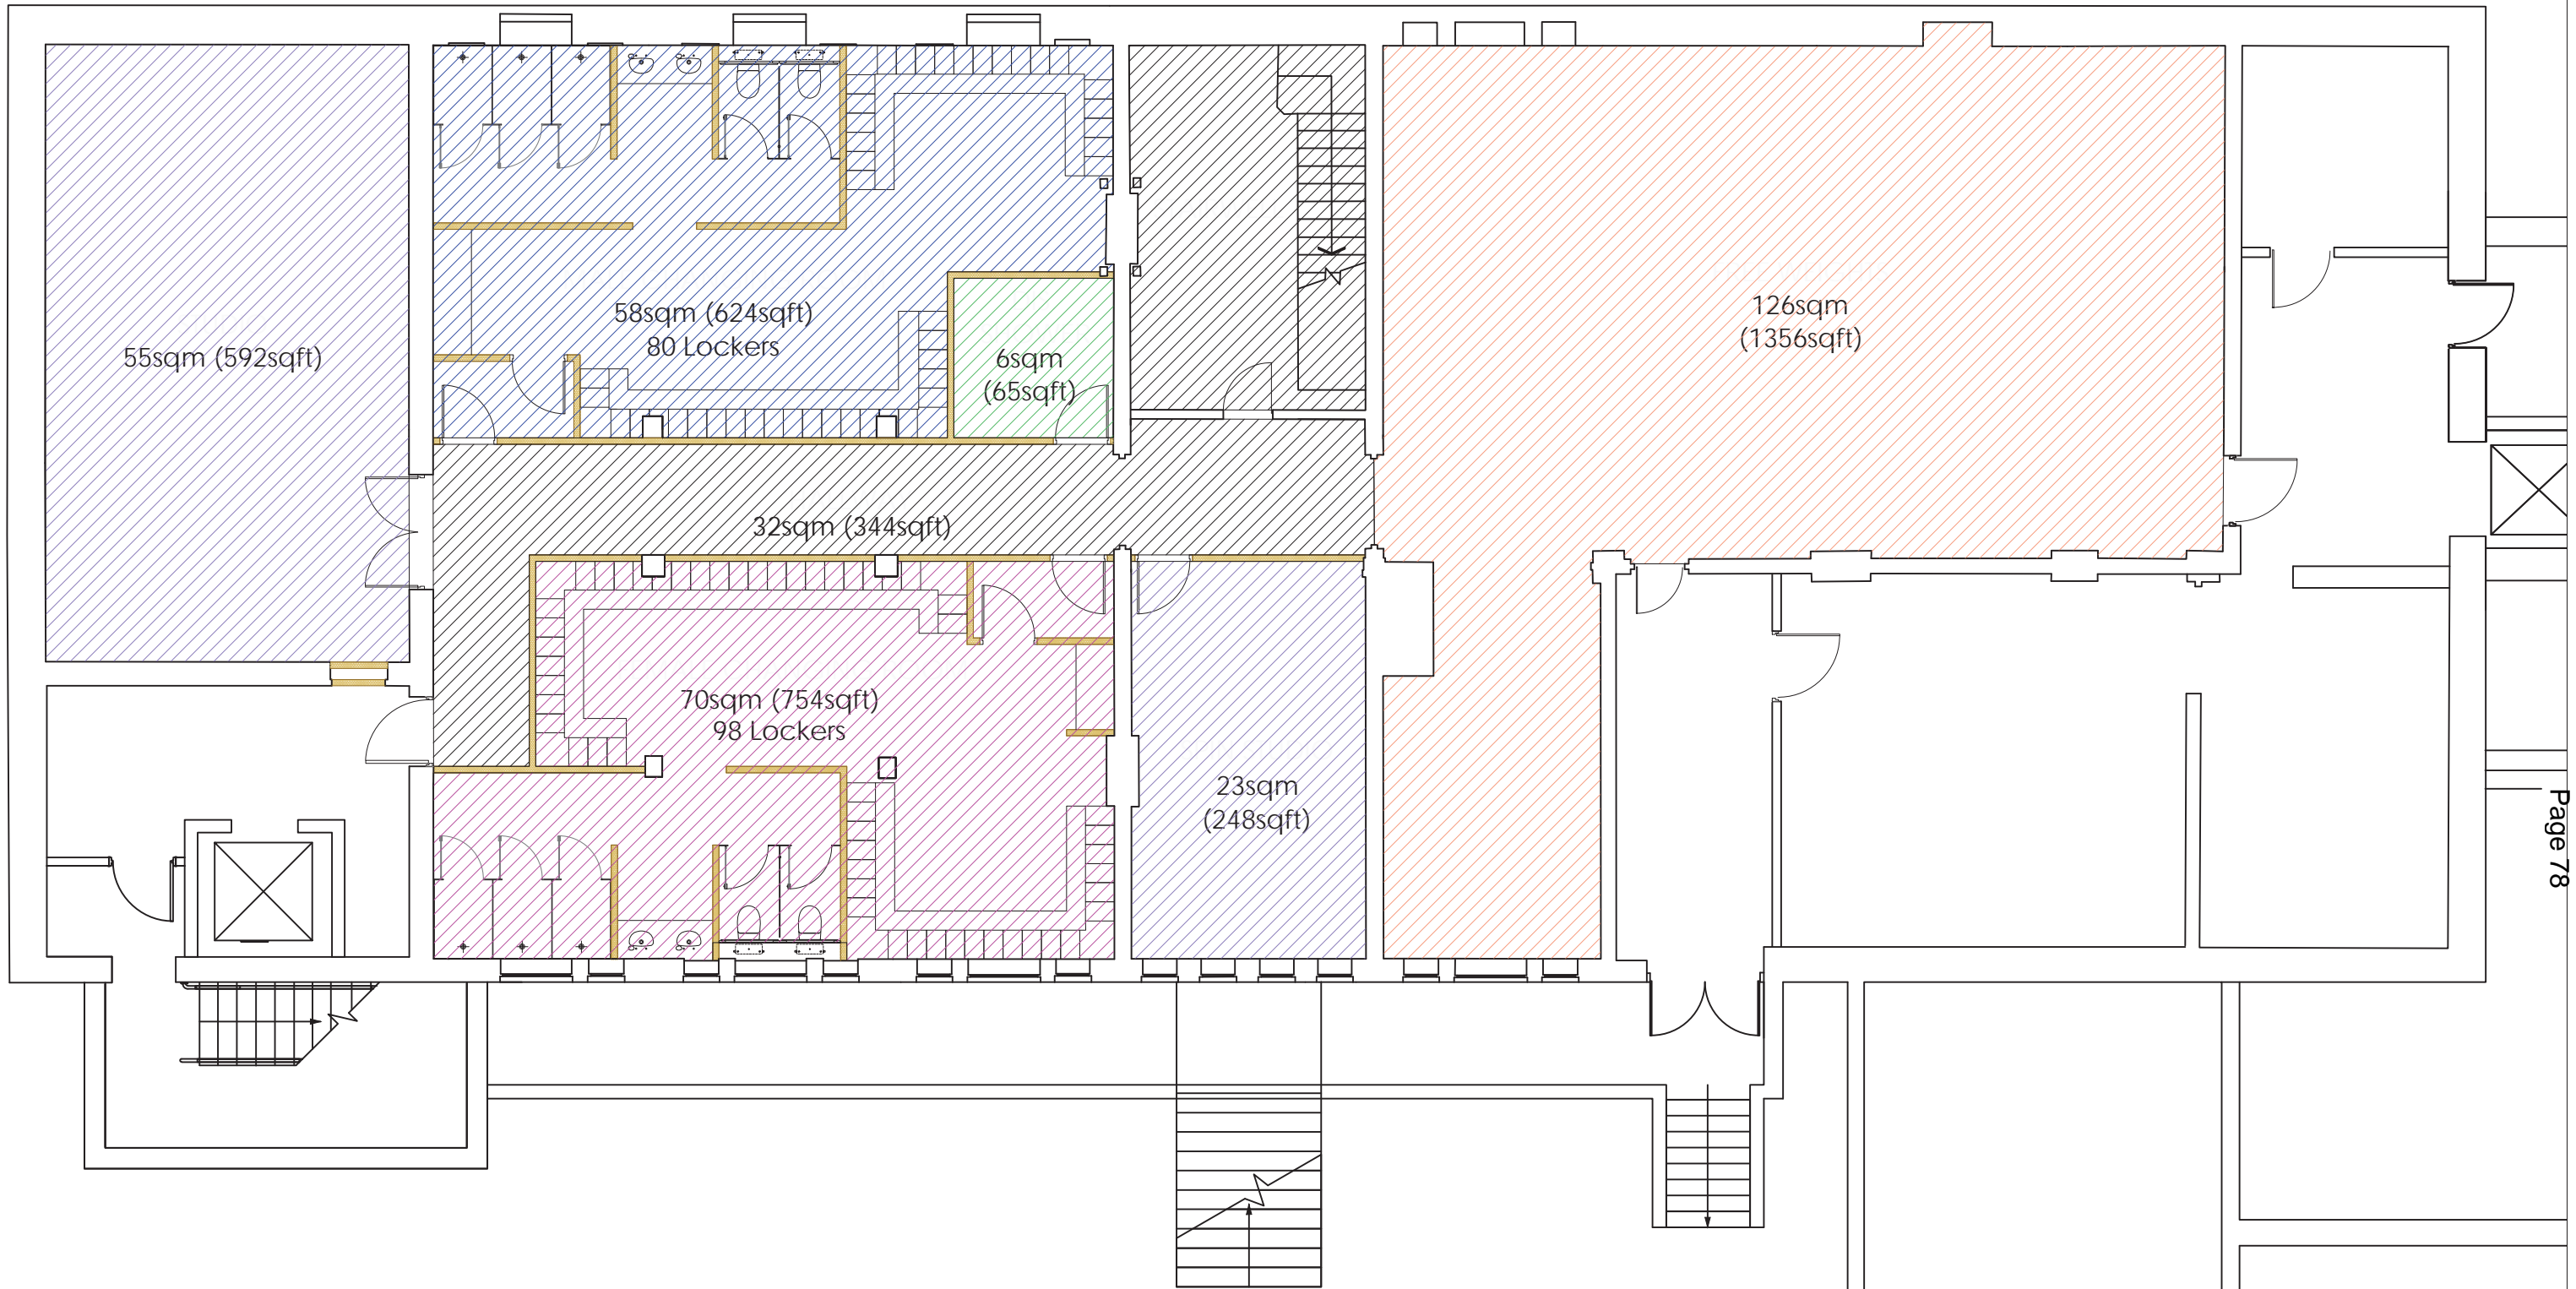 55sqm (592sqft)
58sqm (624sqft)
80 Lockers
6sqm
(65sqft)
126sqm
(1356sqft)
32sqm (344sqft)
70sqm (754sqft)
98 Lockers
23sqm
(248sqft)
Page 78